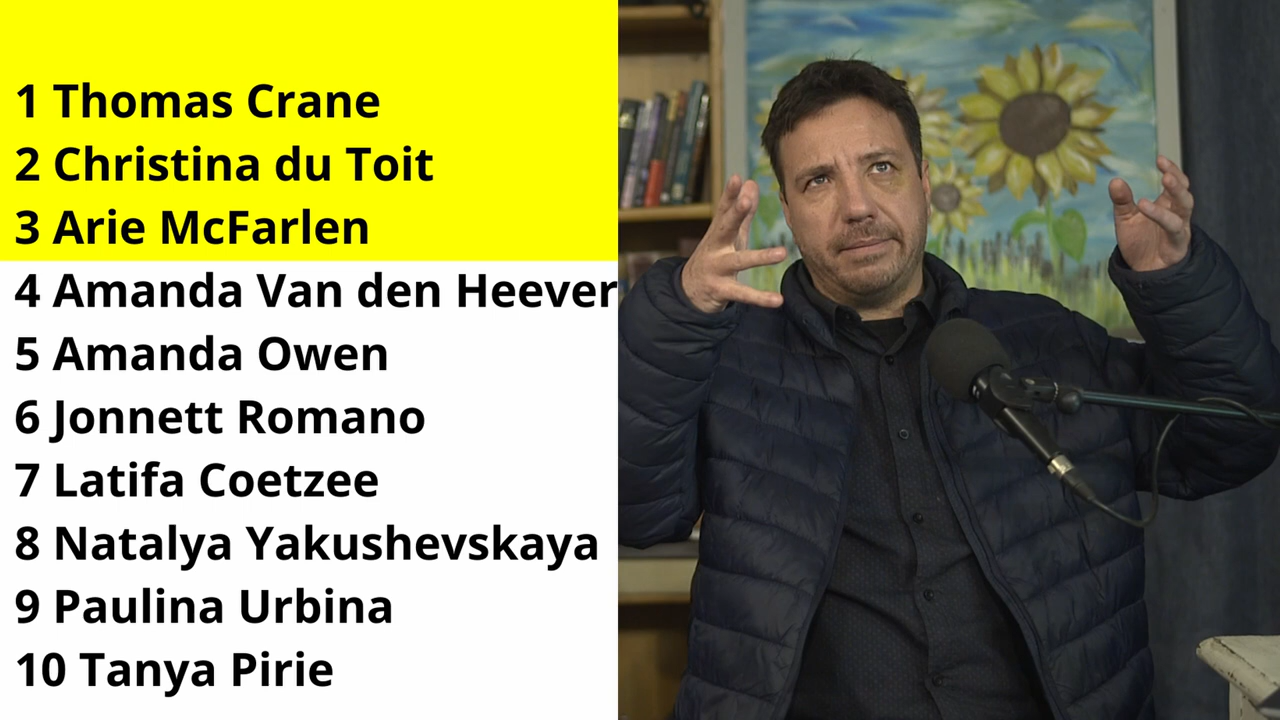 1 Thomas Crane
2 Christina du Toit
3 Arie McFarlen
4 Amanda Van den Heever
5 Amanda Owen
6 Jonnett Romano
7 Latifa Coetzee
8 Natalya Yakushevskaya
9 Paulina Urbina
10 Tanya Pirie